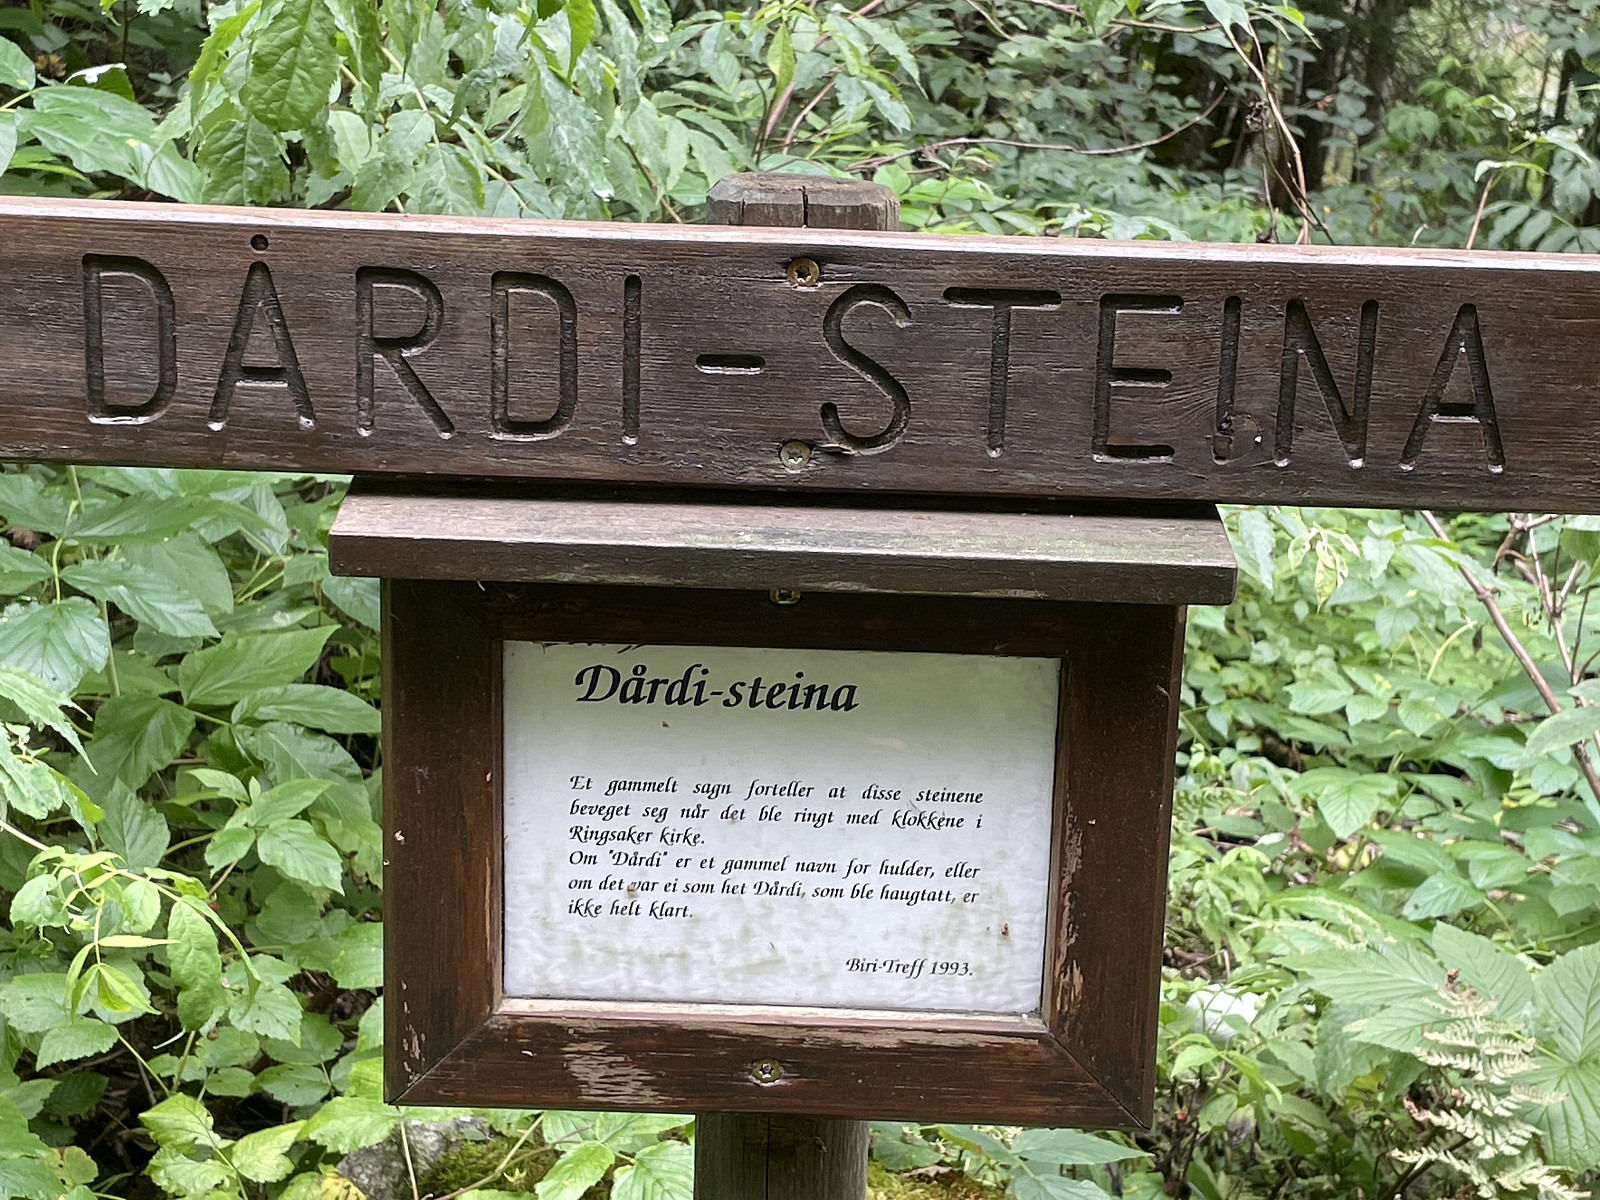 DÅRDI-STEINA
Dårdi-steina
Et gammelt sagn forteller at disse steinene
beveget seg når det ble ringt med klokkene i
Ringsaker kirke.
Om "Dårdi" er et gammel navn for hulder, eller
om det var ei som het Dårdi, som ble haugtatt, er
ikke helt klart.
Biri-Treff 1993.